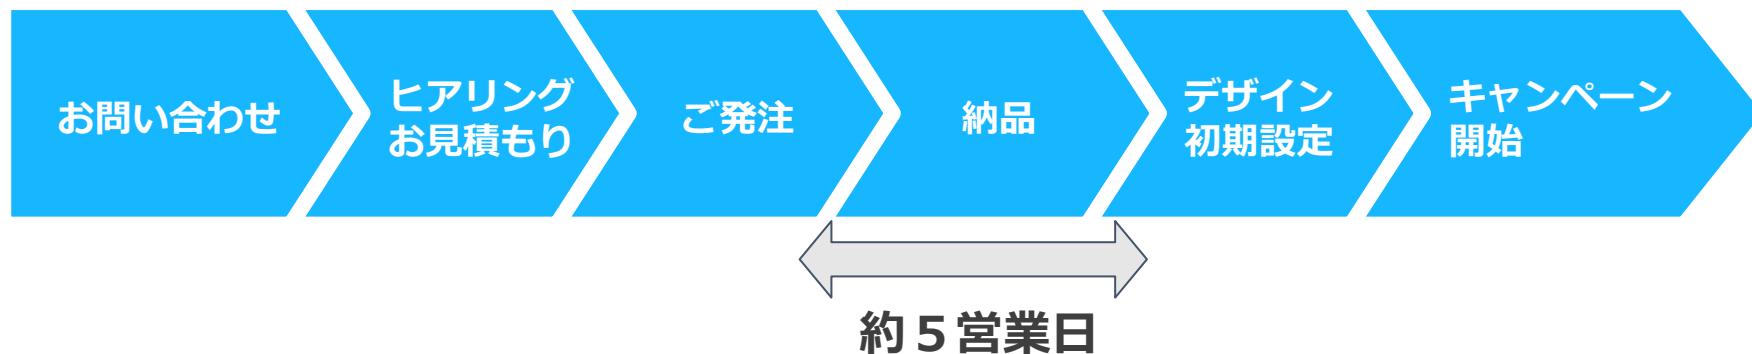 お問い合わせ
ヒアリング
お見積もり
ご発注
納品
デザイン
初期設定
キャンペーン
開始
約５営業日